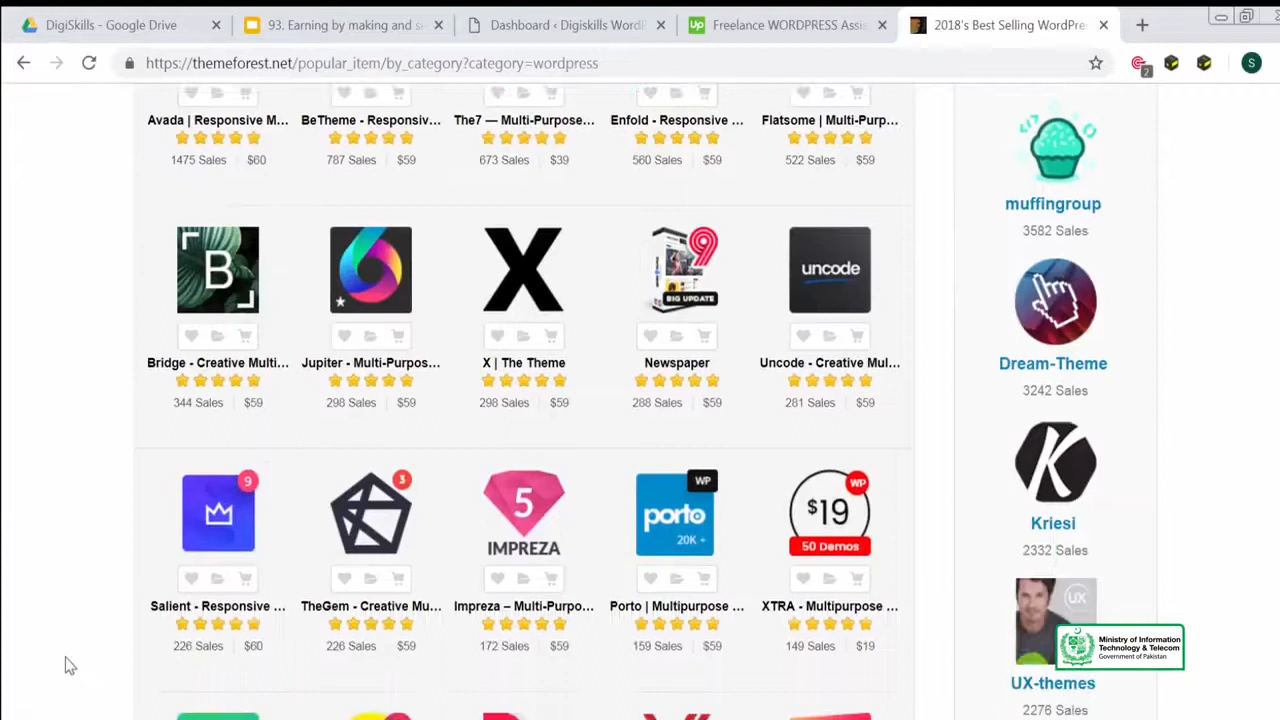 DigiSkills - Google Drive
93. Earning by making and s
Dashboard ‹ Digiskills WordP
Up
Freelance WORDPRESS Assi
2018's Best Selling WordPre
https://themeforest.net/popular_item/by_category?category=wordpress
2
S
Avada | Responsive M... BeTheme - Responsiv... The7 — Multi-Purpose... Enfold - Responsive ... Flatsome | Multi-Purp...
1475 Sales $60 787 Sales $59 673 Sales $39 560 Sales $59 522 Sales $59
muffingroup
3582 Sales
B
6
X
9
BIG UPDATE
uncode
Bridge - Creative Multi... Jupiter - Multi-Purpos... X | The Theme Newspaper Uncode - Creative Mul...
344 Sales $59 298 Sales $59 298 Sales $59 288 Sales $59 281 Sales $59
Dream-Theme
3242 Sales
9
3
5
IMPREZA
WP
porto
20K +
WP
$19
50 Demos
K
Kriesi
2332 Sales
Salient - Responsive ... TheGem - Creative Mu... Impreza – Multi-Purpo... Porto | Multipurpose ... XTRA - Multipurpose ...
226 Sales $60 226 Sales $59 172 Sales $59 159 Sales $59 149 Sales $19
UX
Ministry of Information
Technology & Telecom
Government of Pakistan
UX-themes
2276 Sales